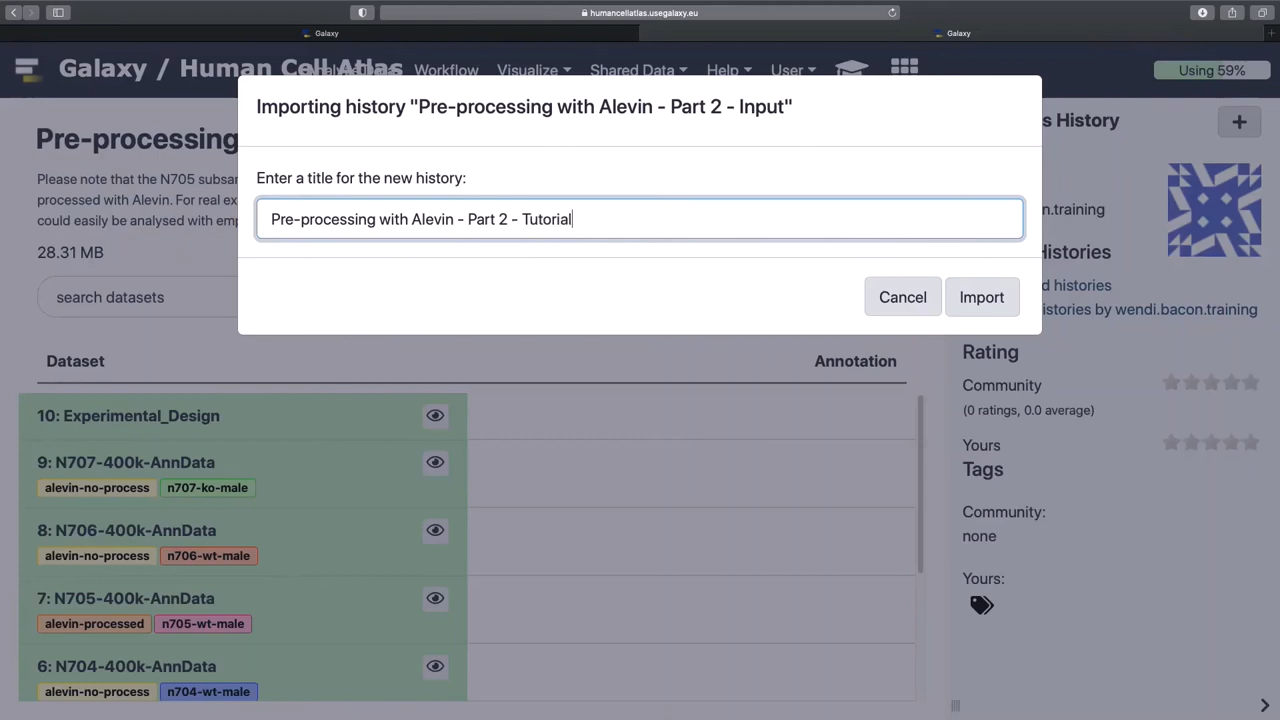 humancellatlas.usegalaxy.eu
Galaxy
Galaxy
Galaxy / Human Cell Atlas
Workflow
Visualize
Shared Data
Help
User
Using 59%
Importing history "Pre-processing with Alevin - Part 2 - Input"
Enter a title for the new history:
Pre-processing with Alevin - Part 2 - Tutorial
Cancel
Import
Pre-processing
Please note that the N705 subsa
processed with Alevin. For real ex
could easily be analysed with emp
28.31 MB
search datasets
Dataset
Annotation
10: Experimental_Design
9: N707-400k-AnnData
alevin-no-process
n707-ko-male
8: N706-400k-AnnData
alevin-no-process
n706-wt-male
7: N705-400k-AnnData
alevin-processed
n705-wt-male
6: N704-400k-AnnData
alevin-no-process
n704-wt-male
s History
n.training
Histories
d histories
istories by wendi.bacon.training
Rating
Community
(0 ratings, 0.0 average)
Yours
Tags
Community:
none
Yours: